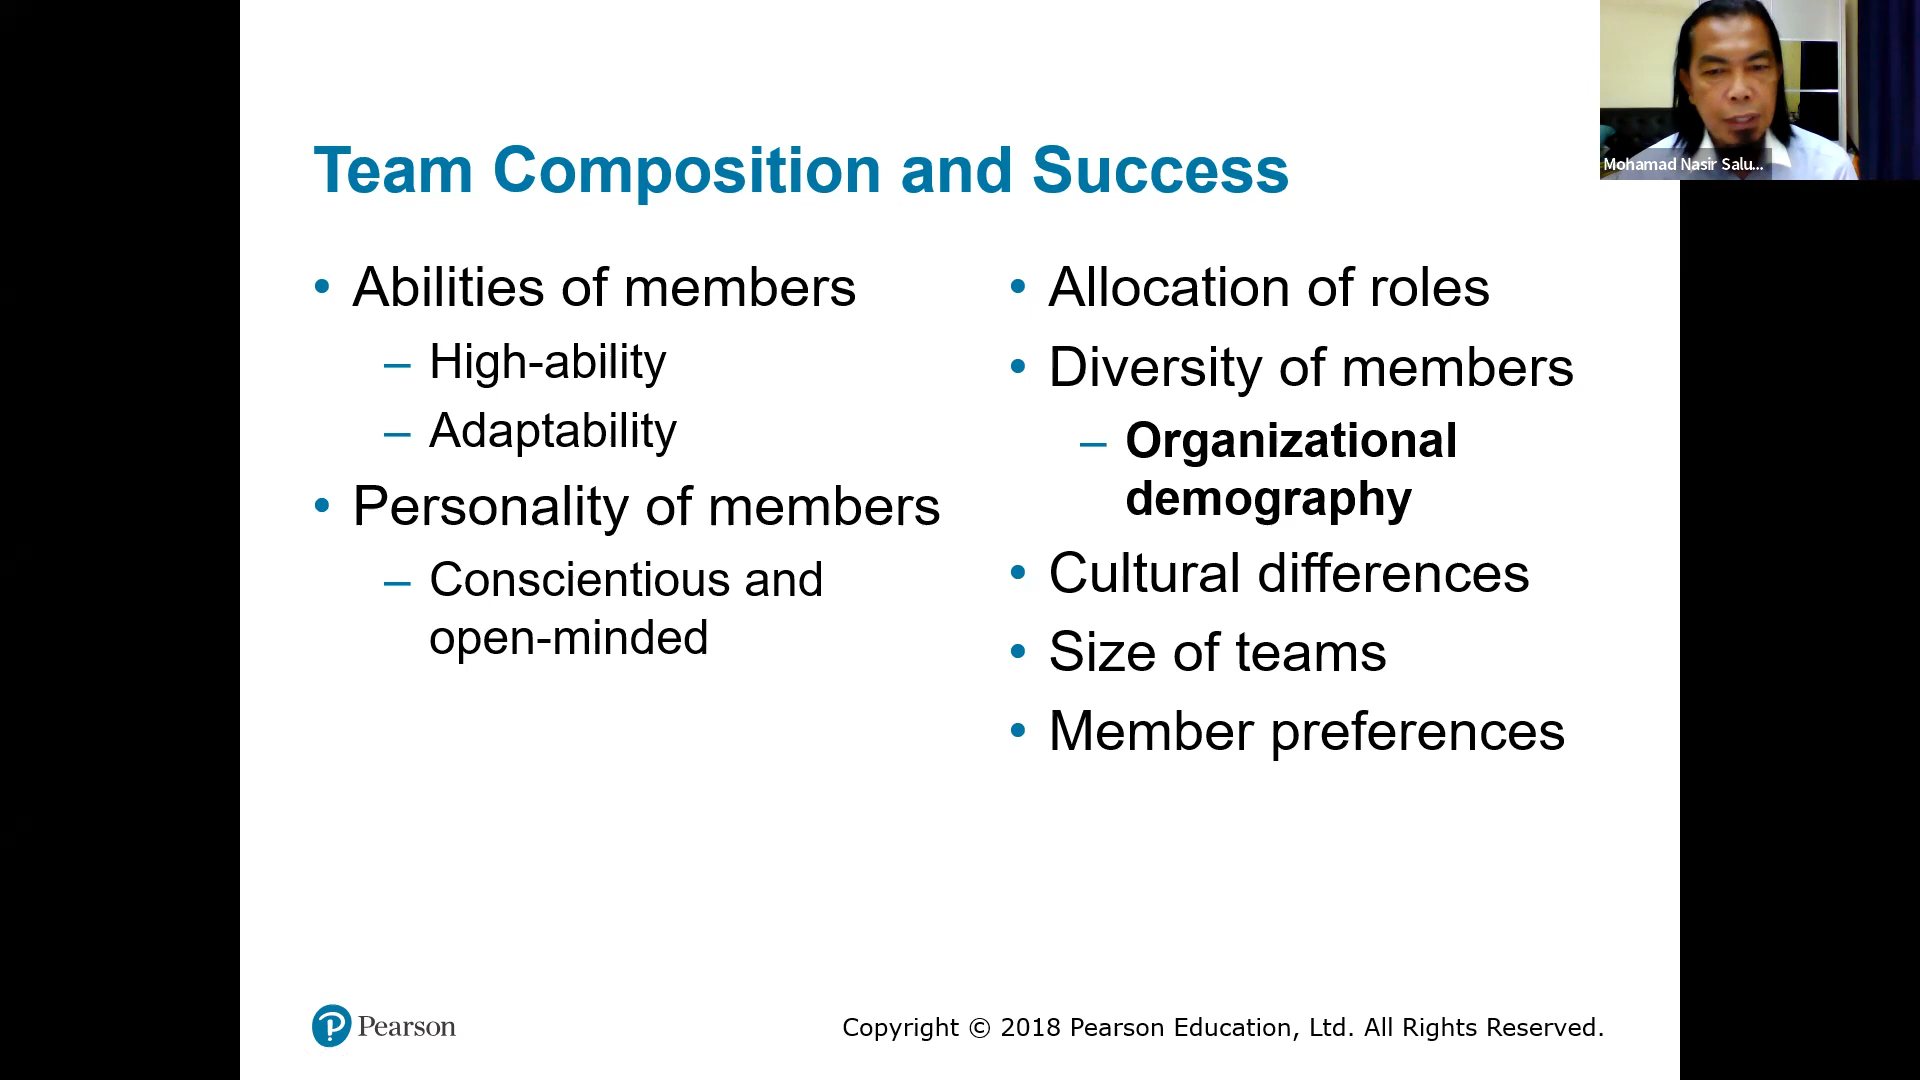 Team Composition and Success
• Abilities of members
– High-ability
– Adaptability
• Personality of members
– Conscientious and
open-minded
• Allocation of roles
• Diversity of members
– Organizational
demography
• Cultural differences
• Size of teams
• Member preferences
Mohamad Nasir Salu...
Pearson
Copyright © 2018 Pearson Education, Ltd. All Rights Reserved.